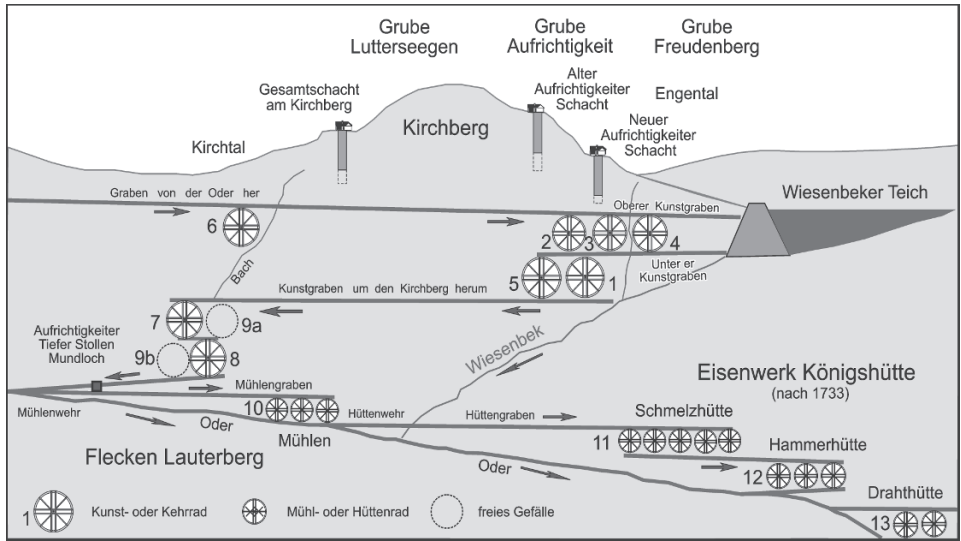 Grube
Lutterseegen
Grube
Aufrichtigkeit
Grube
Freudenberg
Gesamtschacht
am Kirchberg
Alter
Aufrichtigkeiter
Schacht
Engental
Kirchberg
Neuer
Aufrichtigkeiter
Schacht
Kirchtal
Graben von der Oder her
Oberer Kunstgraben
Wiesenbeker Teich
6
2
3
4
Bach
5
1
Unter er
Kunstgraben
Kunstgraben um den Kirchberg herum
7
9a
Aufrichtigkeiter
Tiefer Stollen
Mundloch
9b
8
Wiesenbek
Eisenwerk Königshütte
(nach 1733)
Mühlengraben
Mühlenwehr
Oder
10
Mühlen
Hüttenwehr
Hüttengraben
Schmelzhütte
11
Hammerhütte
12
Oder
Flecken Lauterberg
Drahthütte
13
1
Kunst- oder Kehrrad
Mühl- oder Hüttenrad
freies Gefälle